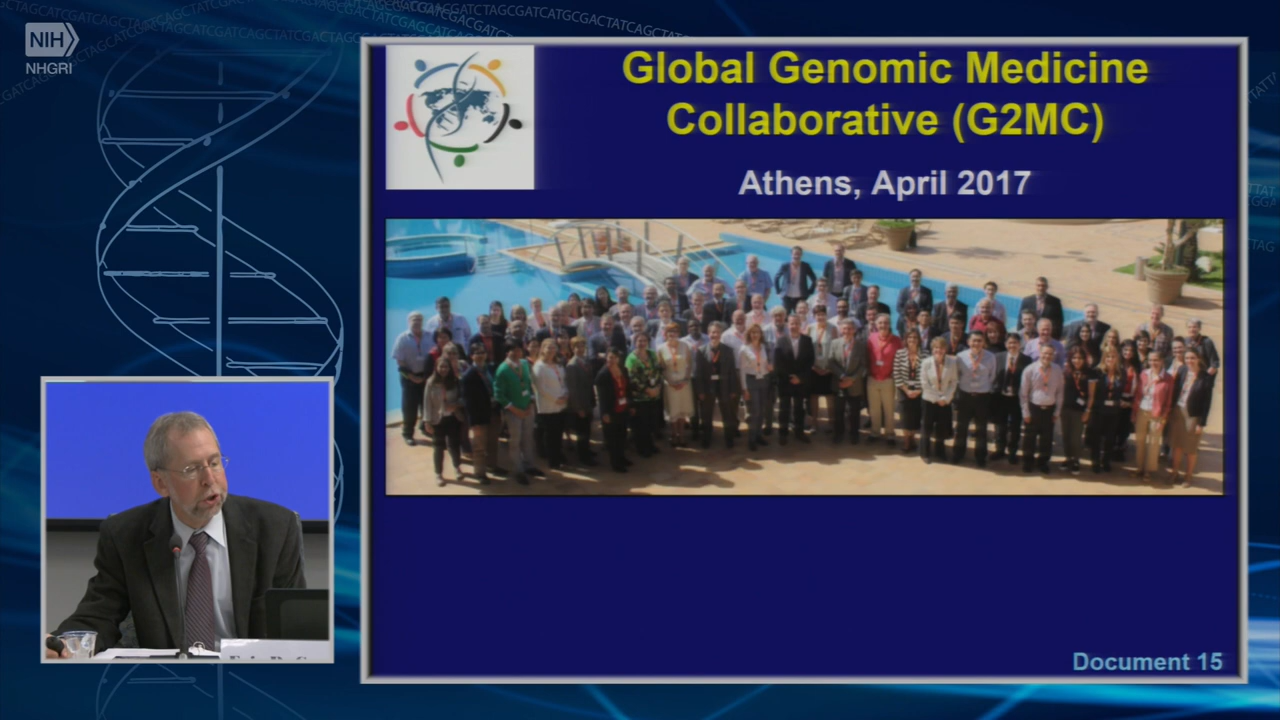 NIH
NHGRI
Global Genomic Medicine
Collaborative (G2MC)
Athens, April 2017
Document 15